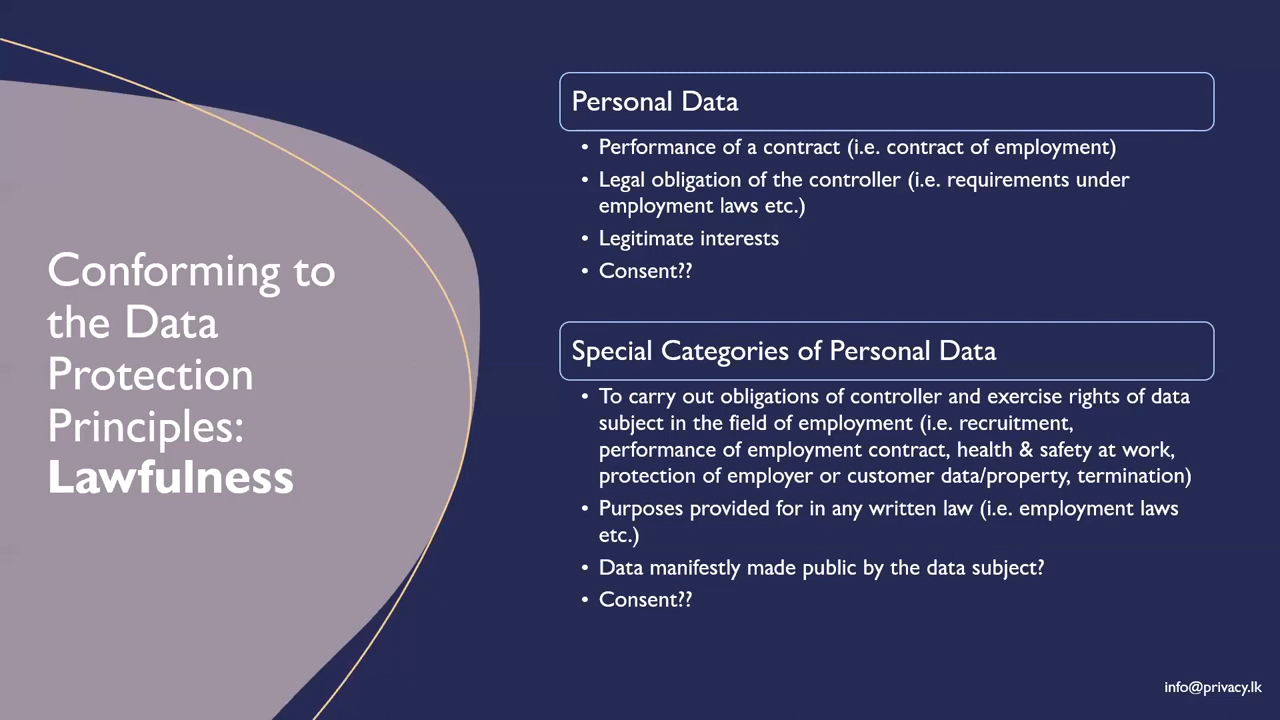 Conforming to
the Data
Protection
Principles:
Lawfulness
Personal Data
• Performance of a contract (i.e. contract of employment)
• Legal obligation of the controller (i.e. requirements under
employment laws etc.)
• Legitimate interests
• Consent??
Special Categories of Personal Data
• To carry out obligations of controller and exercise rights of data
subject in the field of employment (i.e. recruitment,
performance of employment contract, health & safety at work,
protection of employer or customer data/property, termination)
• Purposes provided for in any written law (i.e. employment laws
etc.)
• Data manifestly made public by the data subject?
• Consent??
info@privacy.lk